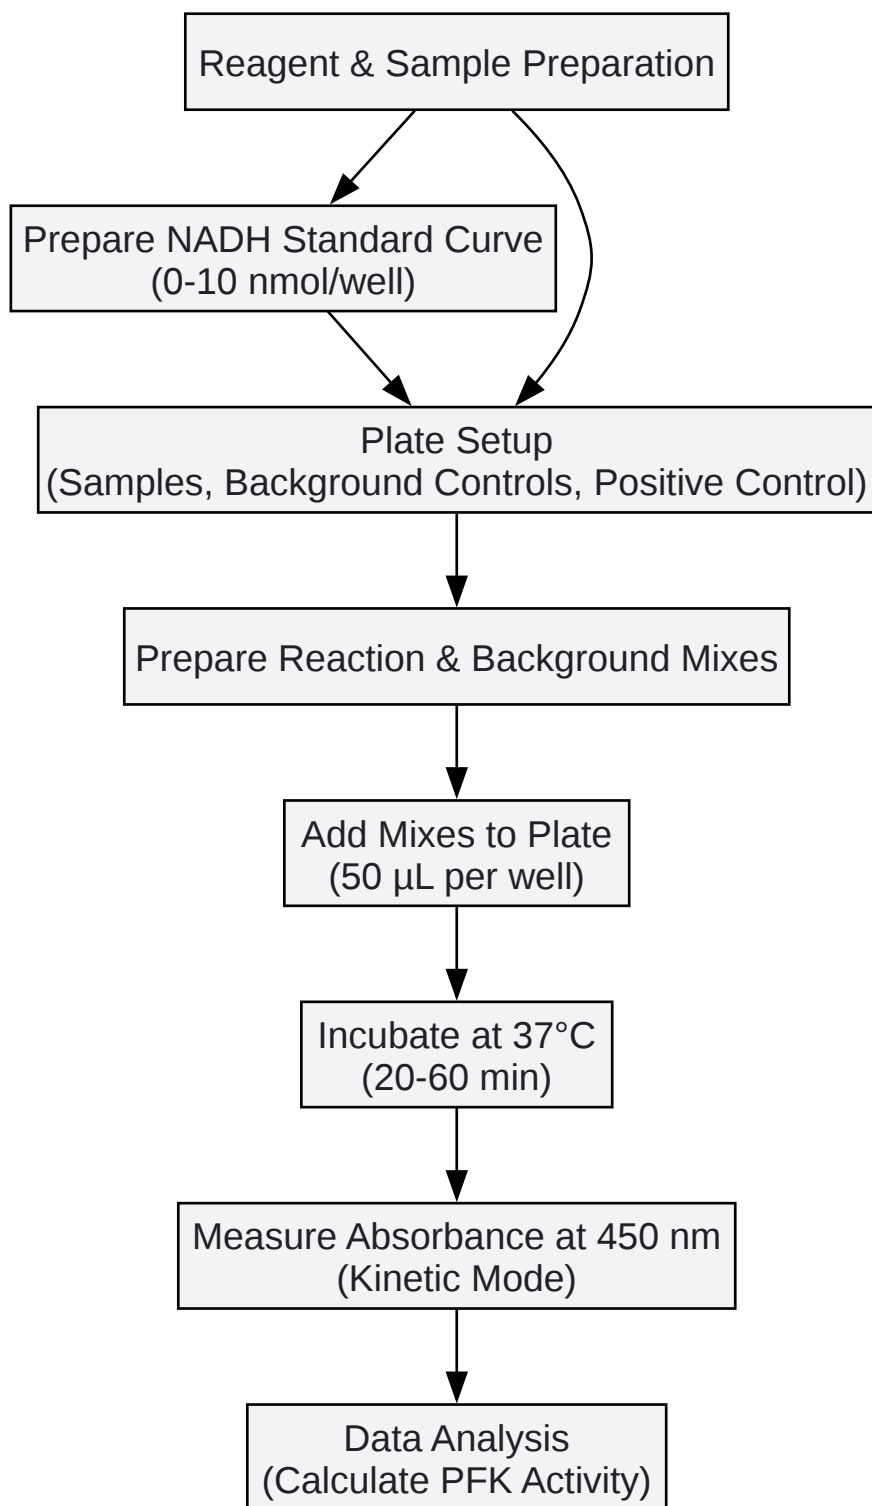 Reagent & Sample Preparation
Prepare NADH Standard Curve
(0-10 nmol/well)
Plate Setup
(Samples, Background Controls, Positive Control)
Prepare Reaction & Background Mixes
Add Mixes to Plate
(50 µL per well)
Incubate at 37°C
(20-60 min)
Measure Absorbance at 450 nm
(Kinetic Mode)
Data Analysis
(Calculate PFK Activity)